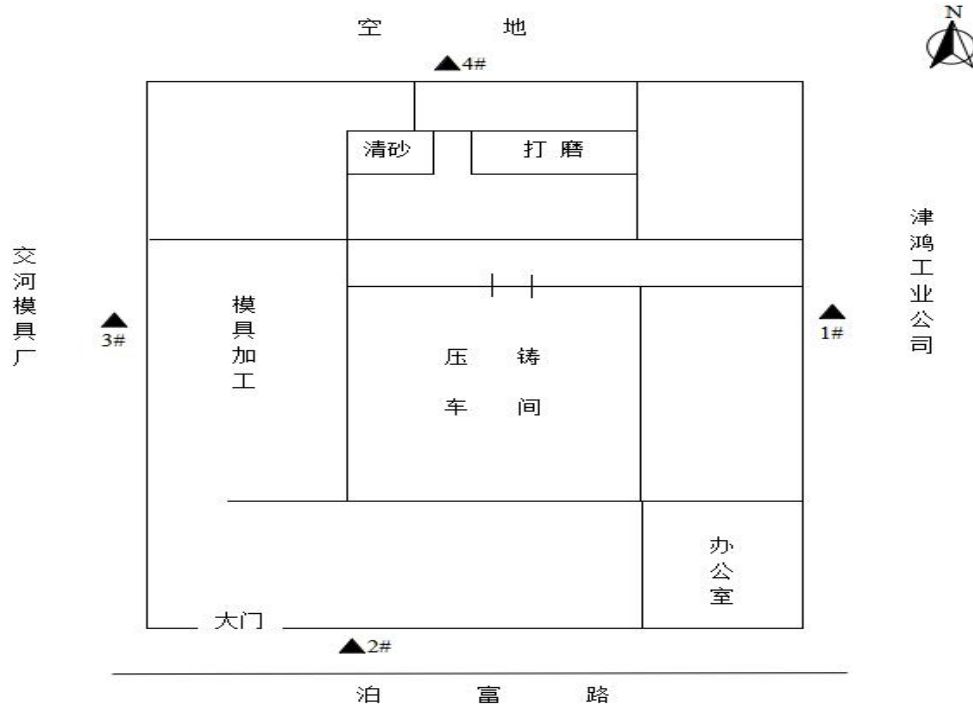 空 地
N
4#
清砂
打 磨
交河模具厂
津鸿工业公司
模具加工
3#
1#
压 铸
车 间
办公室
大门
2#
泊 富 路